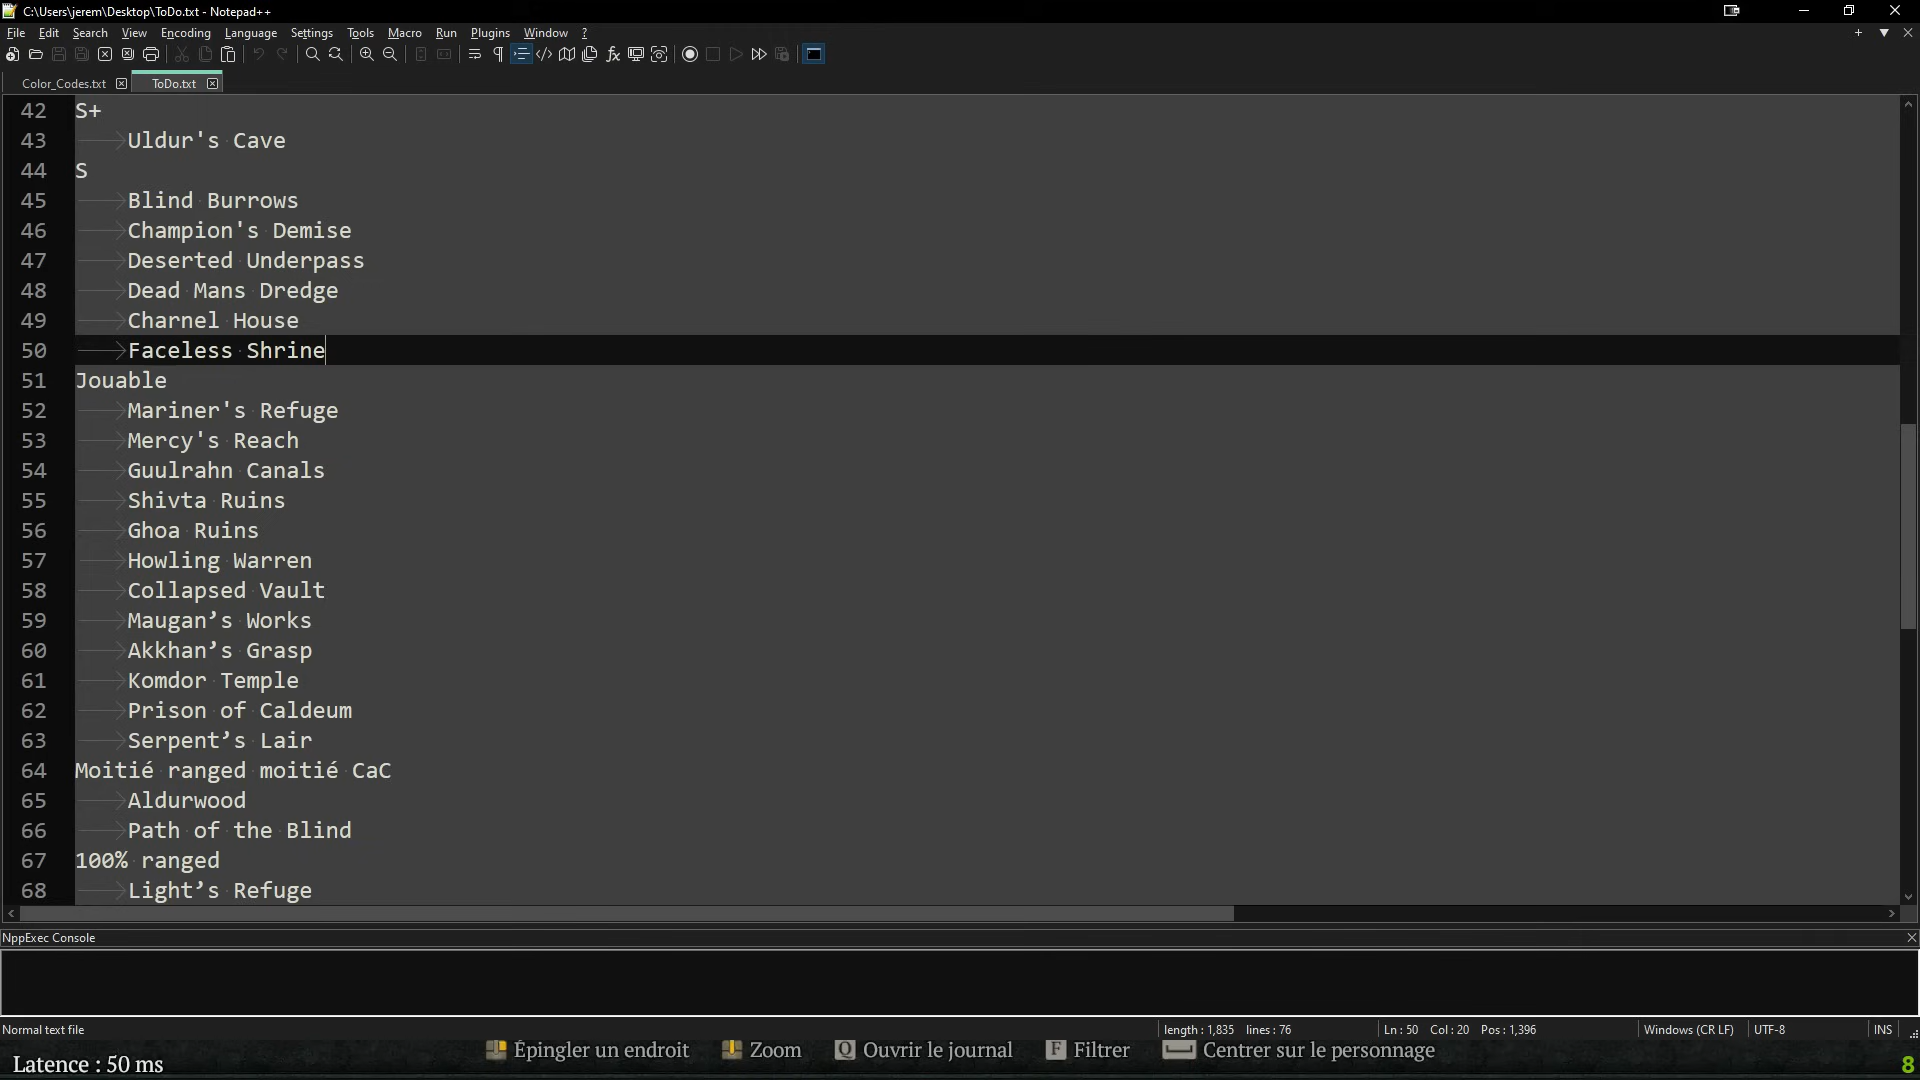 C:\Users\jerem\Desktop\ToDo.txt - Notepad++
File Edit Search View Encoding Language Settings Tools Macro Run Plugins Window ?
Color_Codes.txt ToDo.txt
42 S+
43 Uldur's Cave
44 S
45 Blind Burrows
46 Champion's Demise
47 Deserted Underpass
48 Dead Mans Dredge
49 Charnel House
50 Faceless Shrine
51 Jouable
52 Mariner's Refuge
53 Mercy's Reach
54 Guulrahn Canals
55 Shivta Ruins
56 Ghoa Ruins
57 Howling Warren
58 Collapsed Vault
59 Maugan’s Works
60 Akkhan’s Grasp
61 Komdor Temple
62 Prison of Caldeum
63 Serpent’s Lair
64 Moitié ranged moitié CaC
65 Aldurwood
66 Path of the Blind
67 100% ranged
68 Light’s Refuge
NppExec Console
Normal text file length : 1,835 lines : 76 Ln : 50 Col : 20 Pos : 1,396 Windows (CR LF) UTF-8 INS
Épingler un endroit Zoom Q Ouvrir le journal F Filtrer Centrer sur le personnage
Latence : 50 ms 8